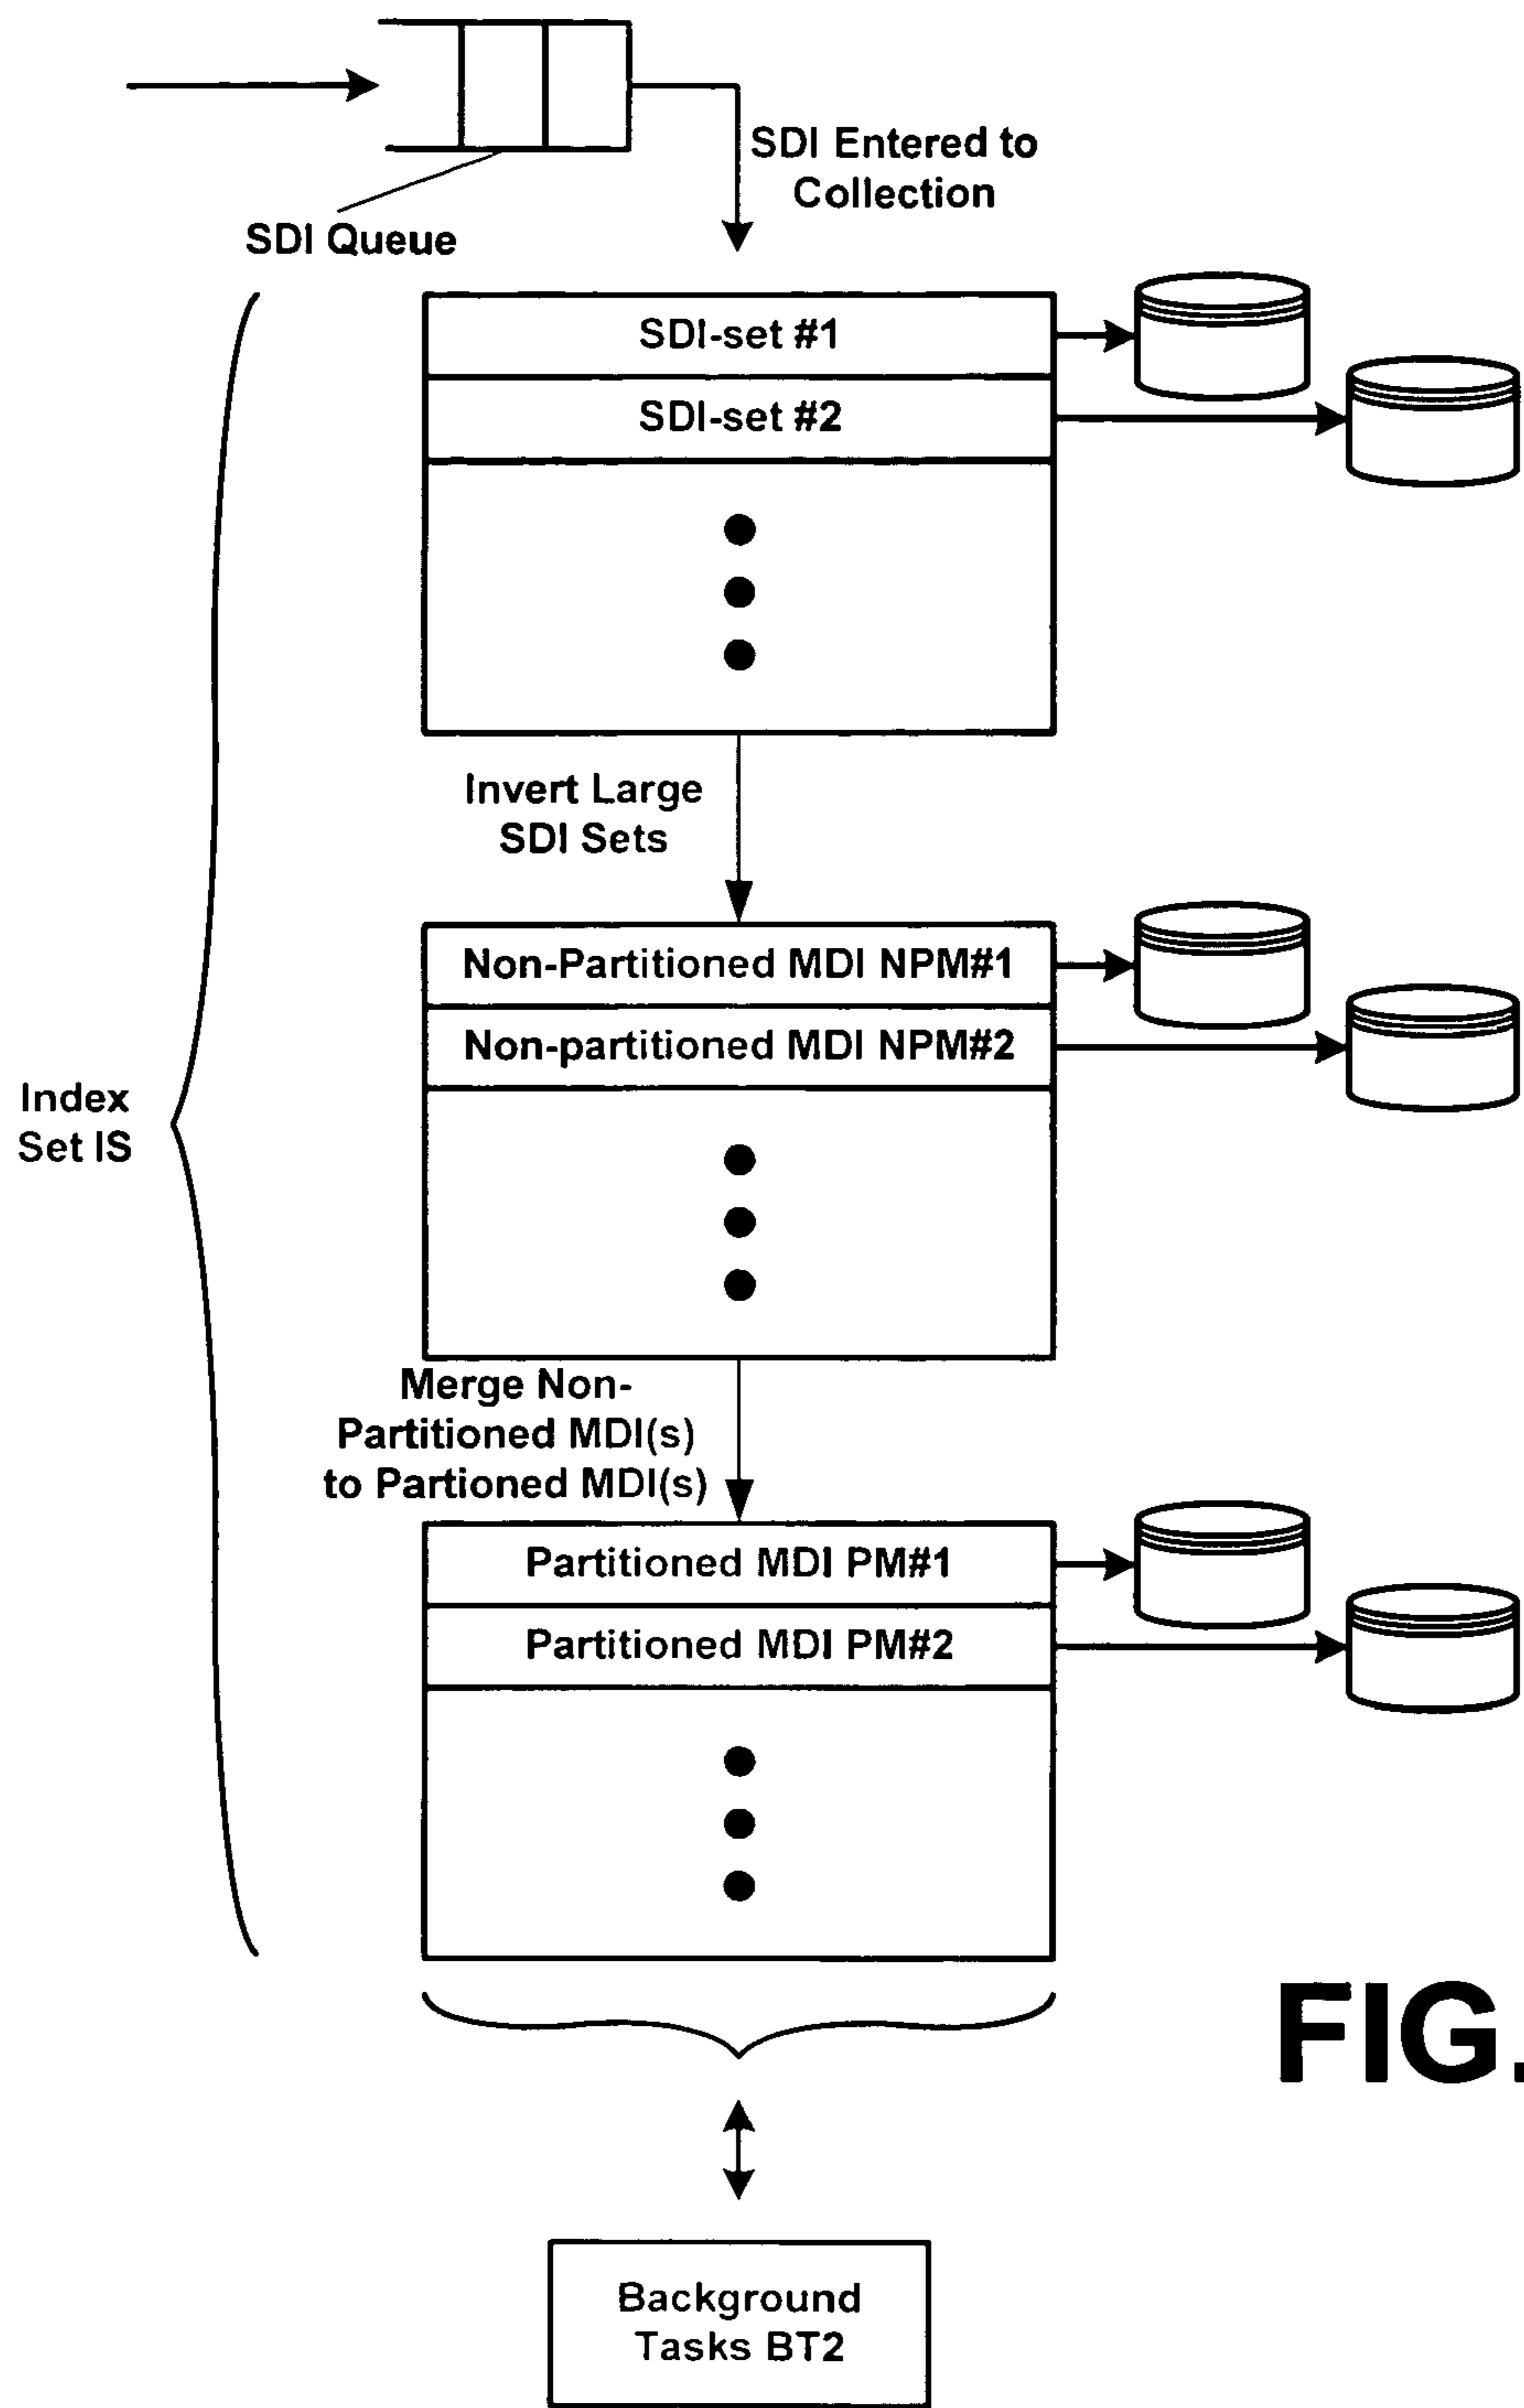 SDI Entered to
Collection
SDI Queue
SDI-set #1
SDI-set #2
Invert Large
SDI Sets
Non-Partitioned MDI NPM#1
Non-partitioned MDI NPM#2
Index
Set IS
Merge Non-
Partitioned MDI(s)
to Partioned MDI(s)
Partitioned MDI PM#1
Partitioned MDI PM#2
FIG.
Background
Tasks BT2